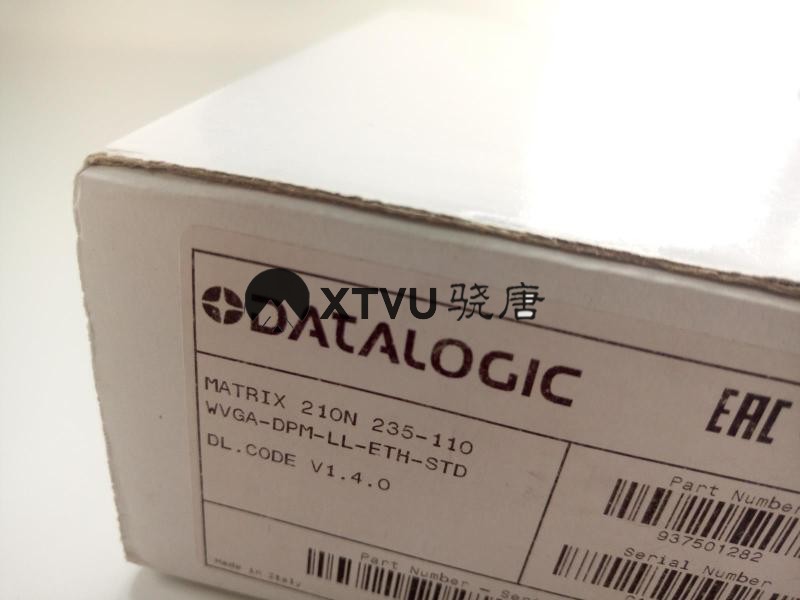 XTVU 骁唐
DATALOGIC
MATRIX 210N 235-110
WVGA-DPM-LL-ETH-STD
DL.CODE V1.4.0
EAC
Part Number
937501282
Serial Number
Made in Italy
Part Number - Seri